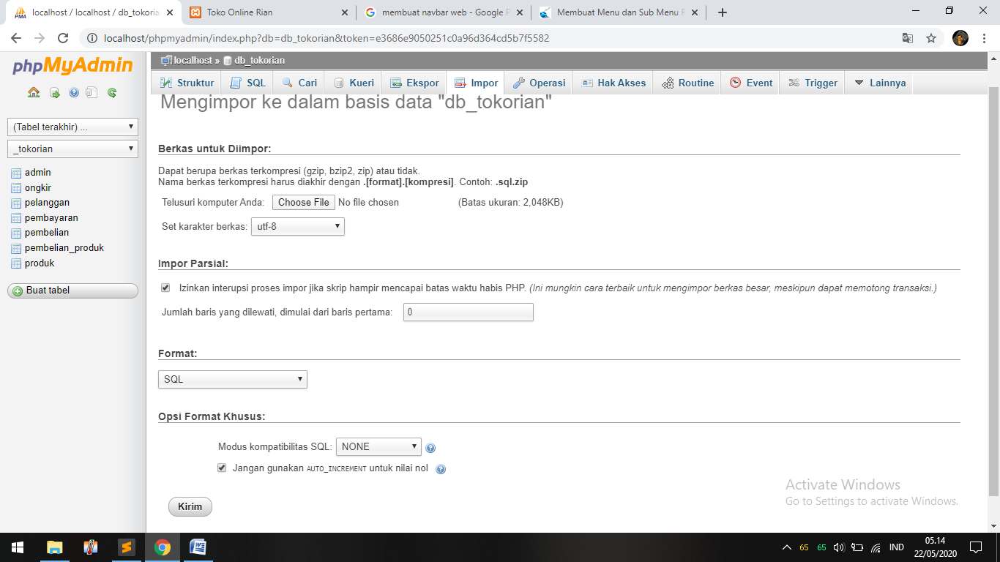 localhost / localhost / db_tokorian
Toko Online Rian
membuat navbar web - Google P
Membuat Menu dan Sub Menu
localhost/phpmyadmin/index.php?db=db_tokorian&token=e3686e9050251c0a96d364cd5b7f5582
phpMyAdmin
localhost » db_tokorian
Struktur SQL Cari Kueri Ekspor Impor Operasi Hak Akses Routine Event Trigger Lainnya
(Tabel terakhir) ...
_tokorian
admin
ongkir
pelanggan
pembayaran
pembelian
pembelian_produk
produk
Buat tabel
Mengimpor ke dalam basis data "db_tokorian"
Berkas untuk Diimpor:
Dapat berupa berkas terkompresi (gzip, bzip2, zip) atau tidak.
Nama berkas terkompresi harus diakhir dengan .[format].[kompresi]. Contoh: .sql.zip
Telusuri komputer Anda: Choose File No file chosen (Batas ukuran: 2,048KB)
Set karakter berkas: utf-8
Impor Parsial:
Izinkan interupsi proses impor jika skrip hampir mencapai batas waktu habis PHP. (Ini mungkin cara terbaik untuk mengimpor berkas besar, meskipun dapat memotong transaksi.)
Jumlah baris yang dilewati, dimulai dari baris pertama: 0
Format:
SQL
Opsi Format Khusus:
Modus kompatibilitas SQL: NONE
Jangan gunakan AUTO_INCREMENT untuk nilai nol
Kirim
Activate Windows
Go to Settings to activate Windows.
65 65 IND
05.14
22/05/2020